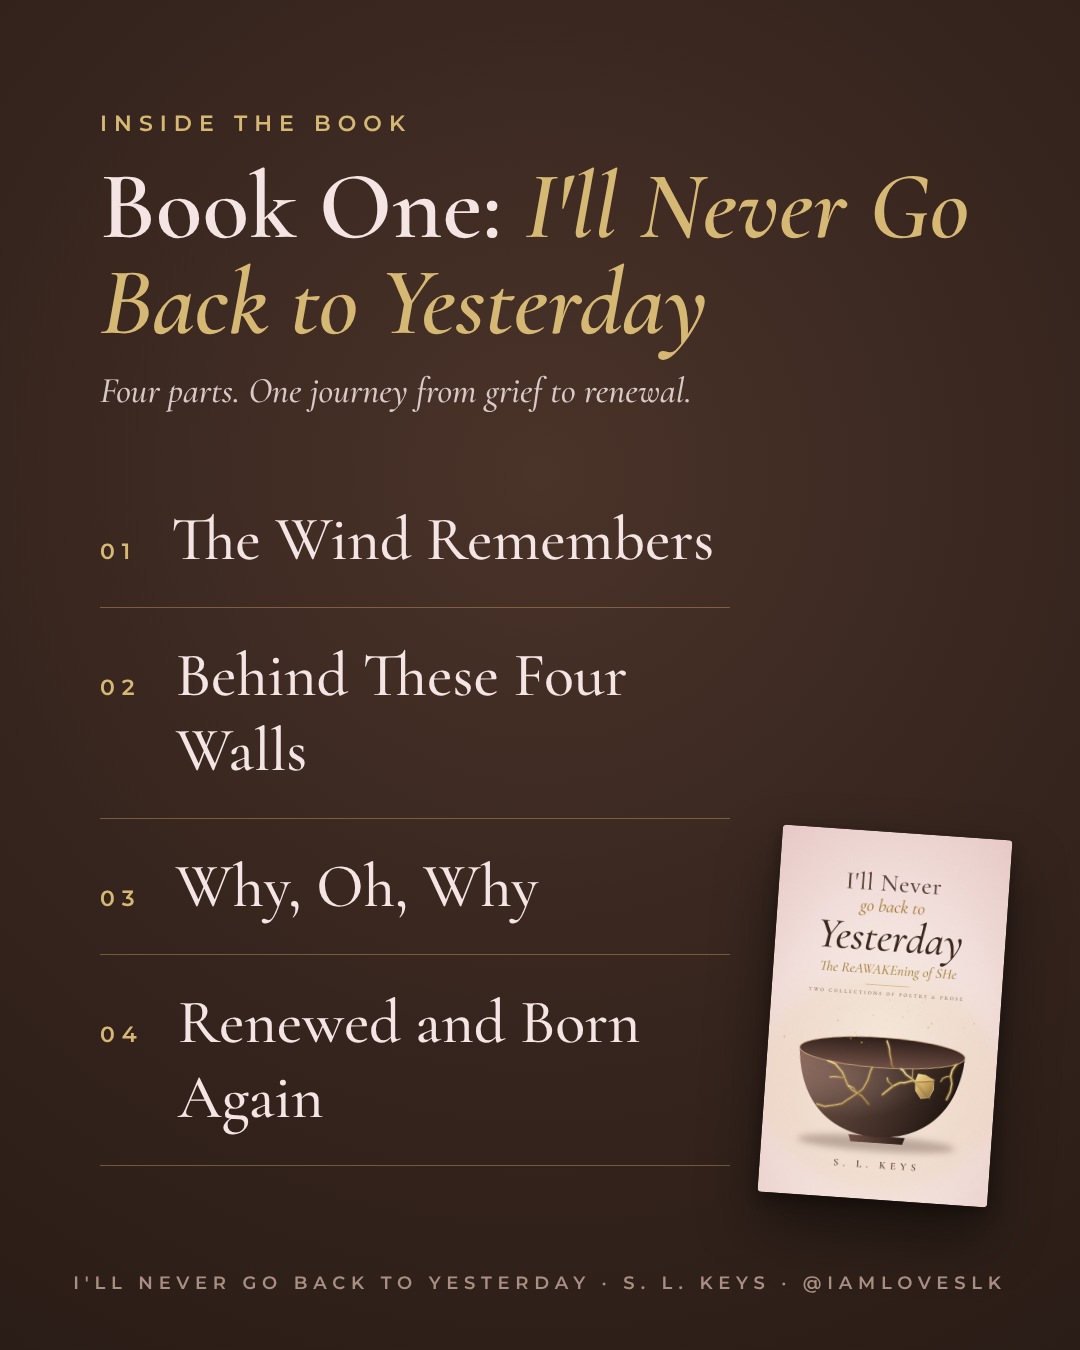 INSIDE THE BOOK
Book One: I'll Never Go
Back to Yesterday
Four parts. One journey from grief to renewal.
01 The Wind Remembers
02 Behind These Four
Walls
03 Why, Oh, Why
04 Renewed and Born
Again
I'll Never
go back to
Yesterday
The ReAWAKEning of SHe
TWO COLLECTIONS OF POETRY & PROSE
S. L. KEYS
I'LL NEVER GO BACK TO YESTERDAY · S. L. KEYS · @IAMLOVESLK